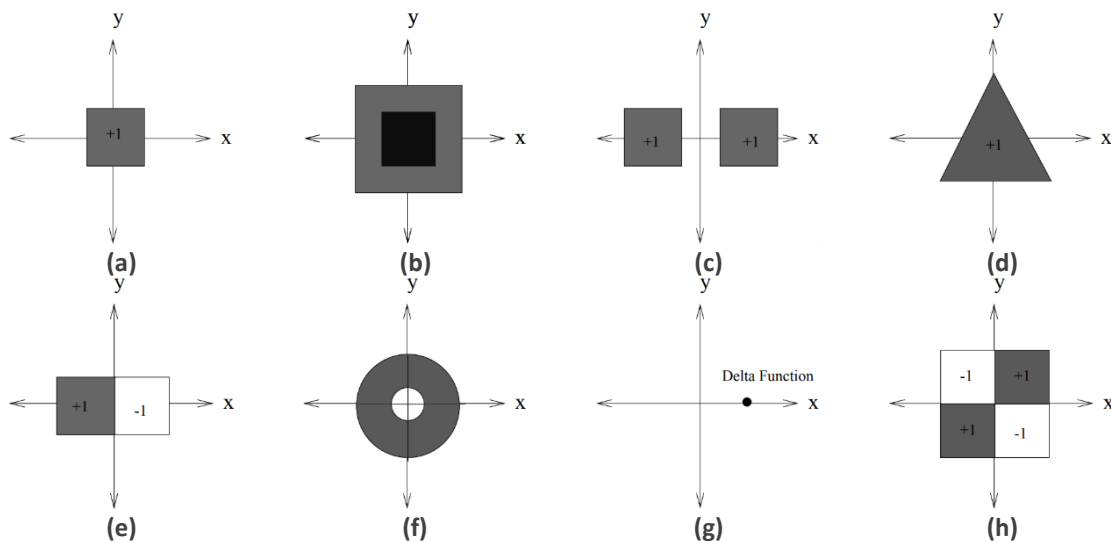 y y y y
+1 x x +1 +1 x +1 x
(a) (b) (c) (d)
y y y y
+1 -1 x x Delta Function x -1 +1 x
+1 -1
(e) (f) (g) (h)